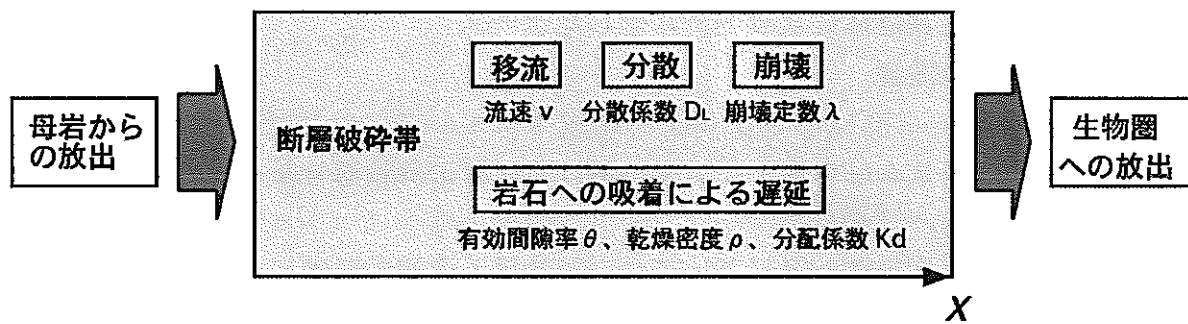 母岩から
の放出
断層破砕帯
移流
分散
崩壊
流速 v
分散係数 DL
崩壊定数 λ
岩石への吸着による遅延
有効間隙率 θ、乾燥密度 ρ、分配係数 Kd
生物圏
への放出
X